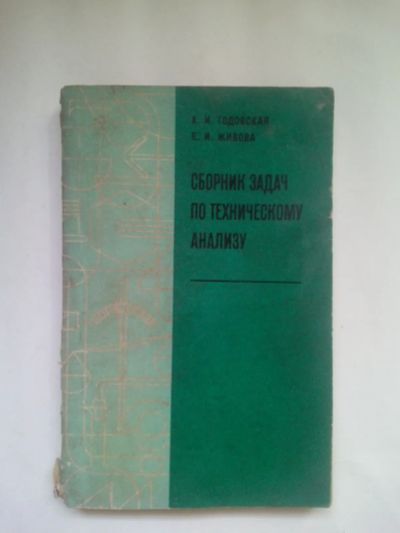 К. И. ГОДОВСКАЯ
Е. И. ЖИВОВА
СБОРНИК ЗАДАЧ
ПО ТЕХНИЧЕСКОМУ
АНАЛИЗУ